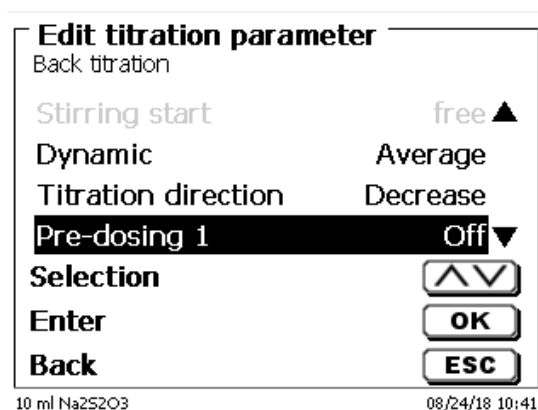 Edit titration parameter
Back titration
Stirring start free
Dynamic Average
Titration direction Decrease
Pre-dosing 1 Off
Selection
Enter OK
Back ESC
10 ml Na2S2O3 08/24/18 10:41